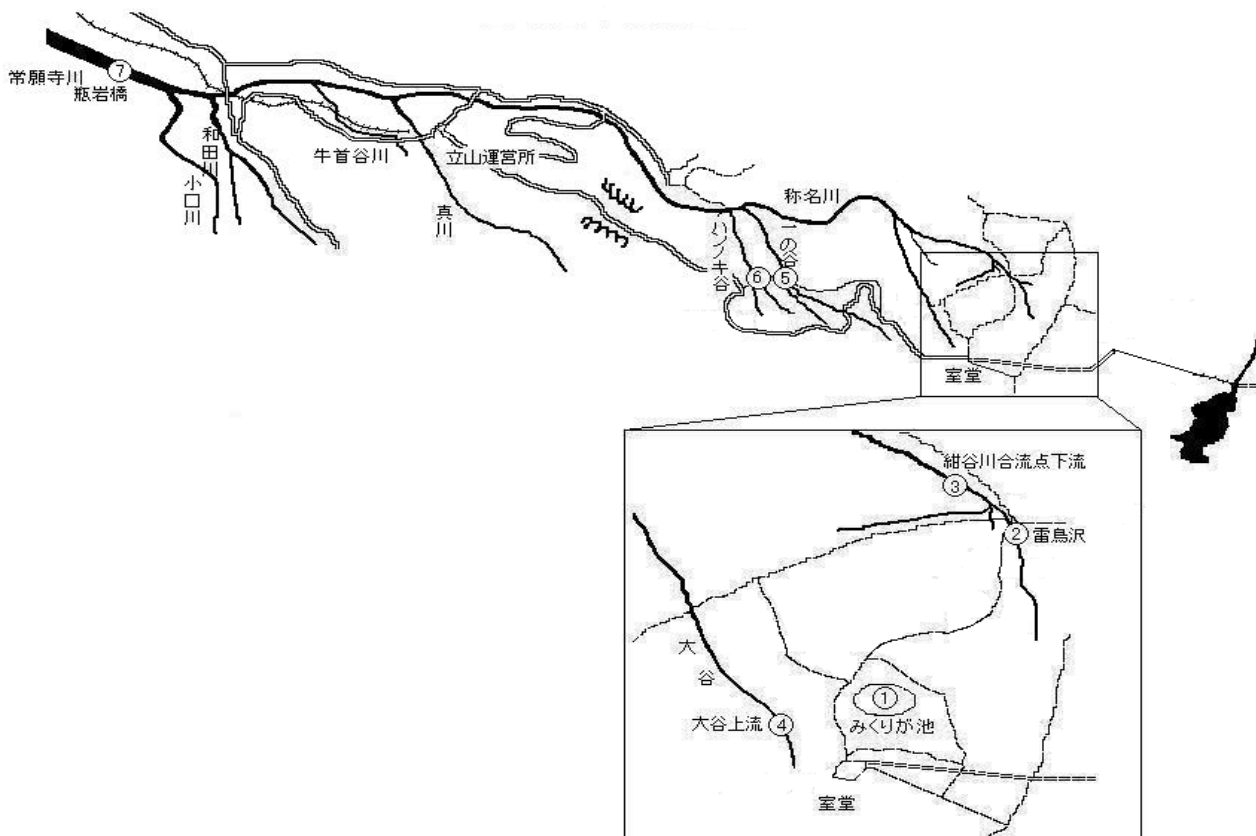 常願寺川
⑦
瓶岩橋
和田川
小口川
牛首谷川
真川
立山運営所
称名川
ハンノキ谷
一の谷
⑥
⑤
室堂
紺谷川合流点下流
③
②
雷鳥沢
大谷
①
みくりが池
大谷上流
④
室堂